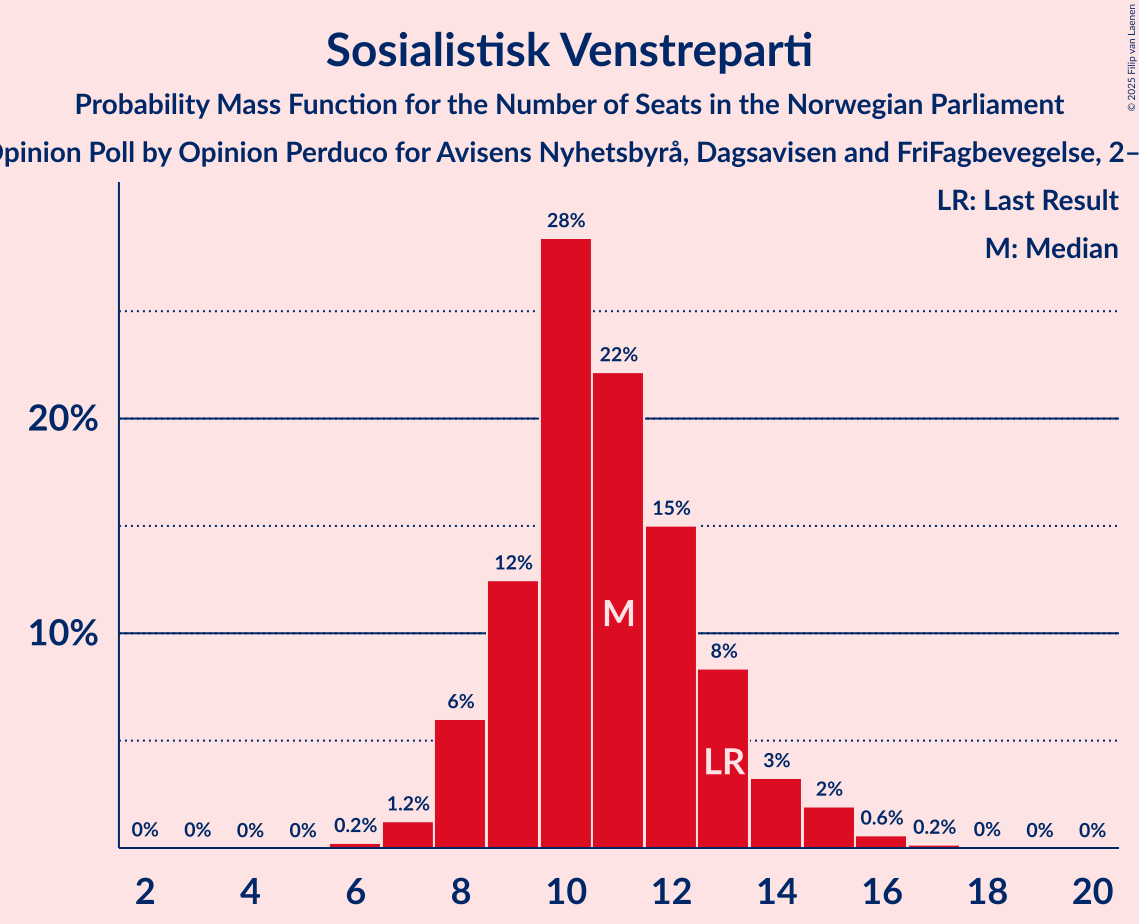 Sosialistisk Venstreparti
Probability Mass Function for the Number of Seats in the Norwegian Parliament
Opinion Poll by Opinion Perduco for Avisens Nyhetsbyrå, Dagsavisen and FriFagbevegelse, 2–
© 2025 Filip van Laenen
LR: Last Result
M: Median
28%
22%
20%
15%
12%
M
10%
8%
6%
LR
3%
2%
1.2%
0% 0% 0% 0% 0.2% 0.6% 0.2% 0% 0% 0%
2 4 6 8 10 12 14 16 18 20